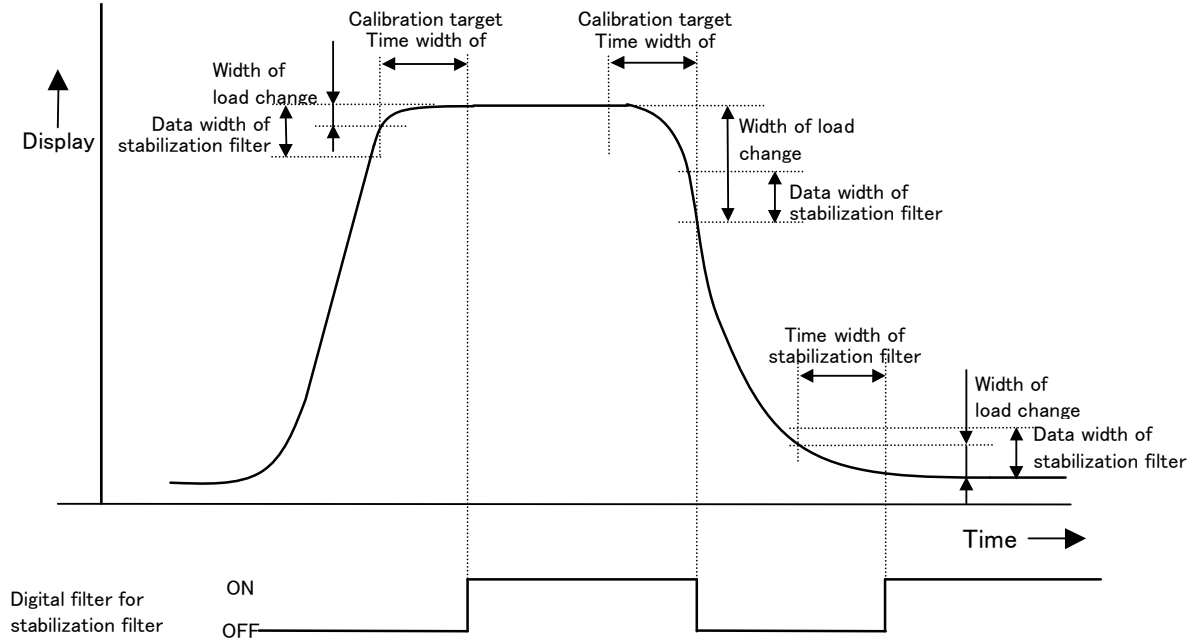 Calibration target
Time width of
Calibration target
Time width of
Width of
load change
Data width of
stabilization filter
Display
Width of load
change
Data width of
stabilization filter
Time width of
stabilization filter
Width of
load change
Data width of
stabilization filter
Time
Digital filter for
stabilization filter
ON
OFF